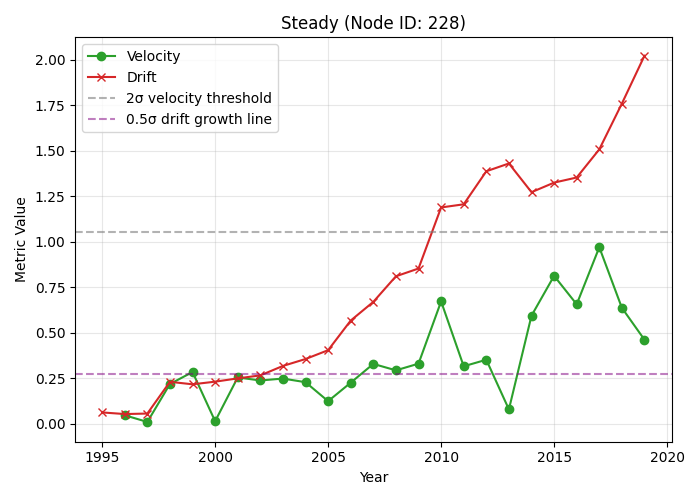 Steady (Node ID: 228)
Velocity
Drift
2σ velocity threshold
0.5σ drift growth line
Metric Value
2.00
1.75
1.50
1.25
1.00
0.75
0.50
0.25
0.00
1995 2000 2005 2010 2015 2020
Year